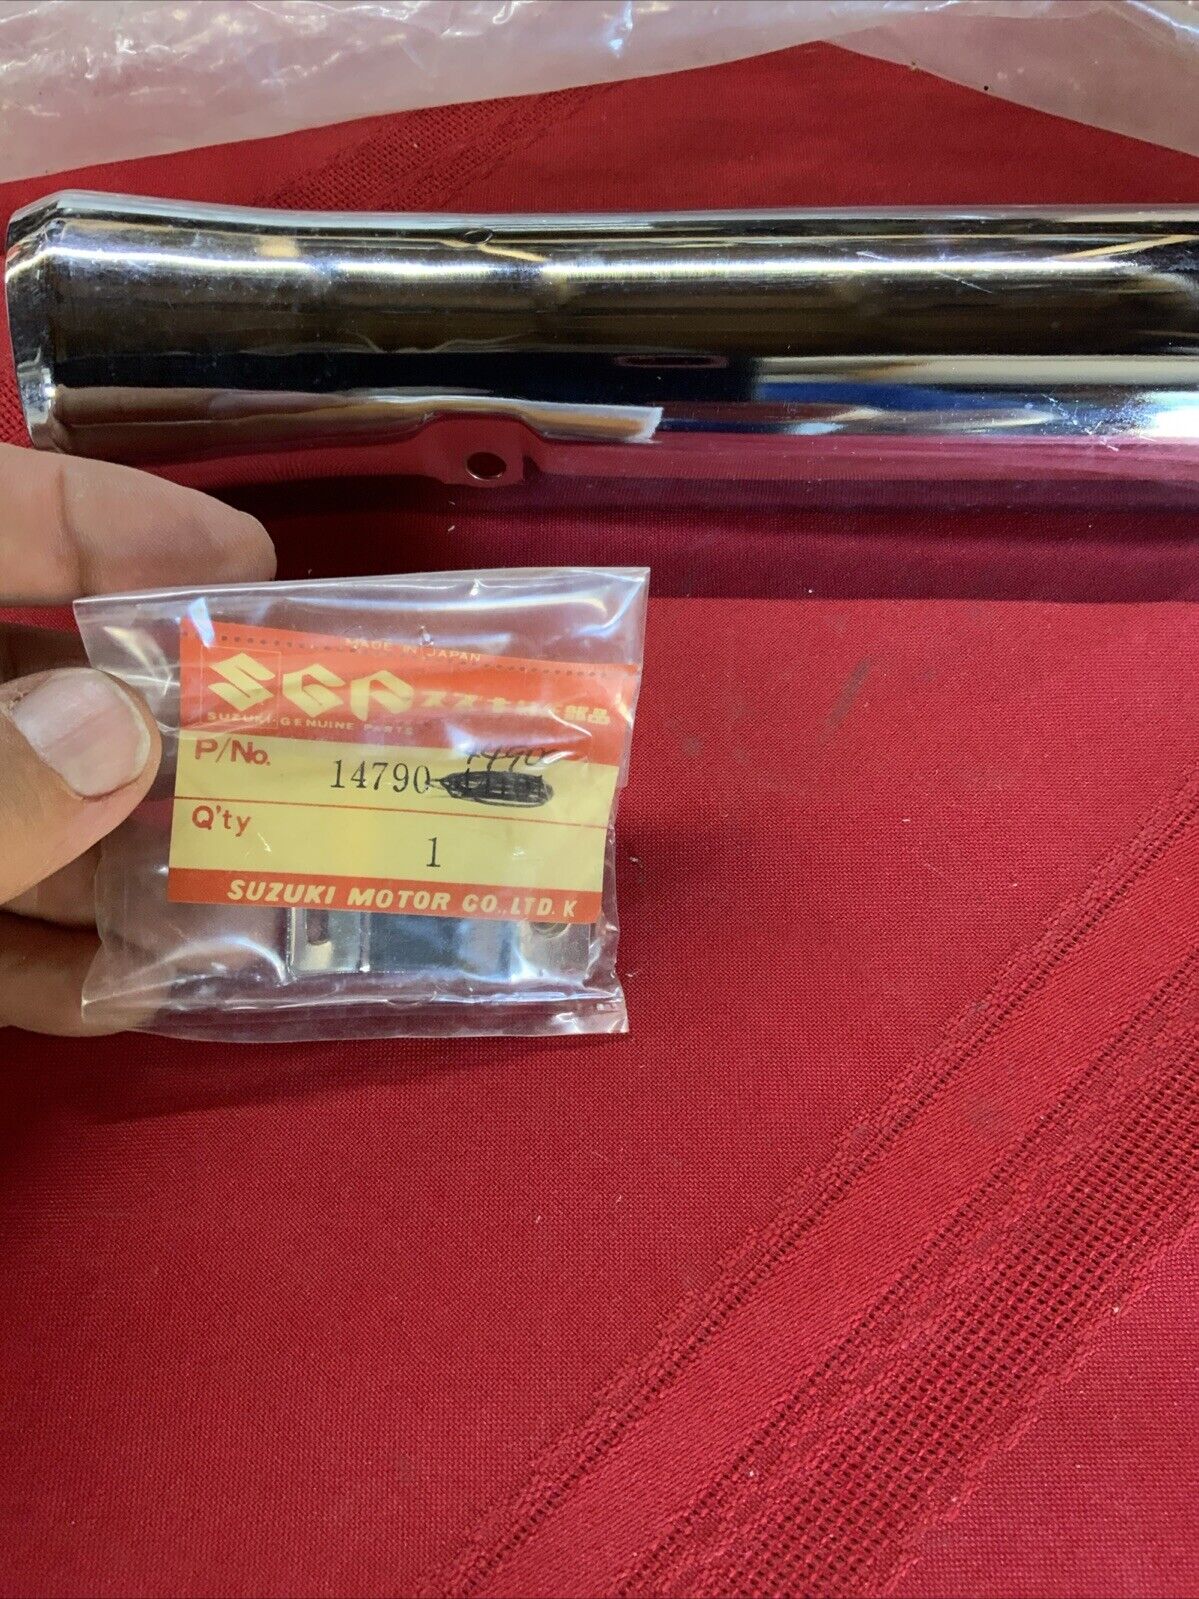 MADE IN JAPAN
SGP スズキ純正部品
SUZUKI GENUINE PARTS
P/No. 14790-
Q'ty 1
SUZUKI MOTOR CO.,LTD. K